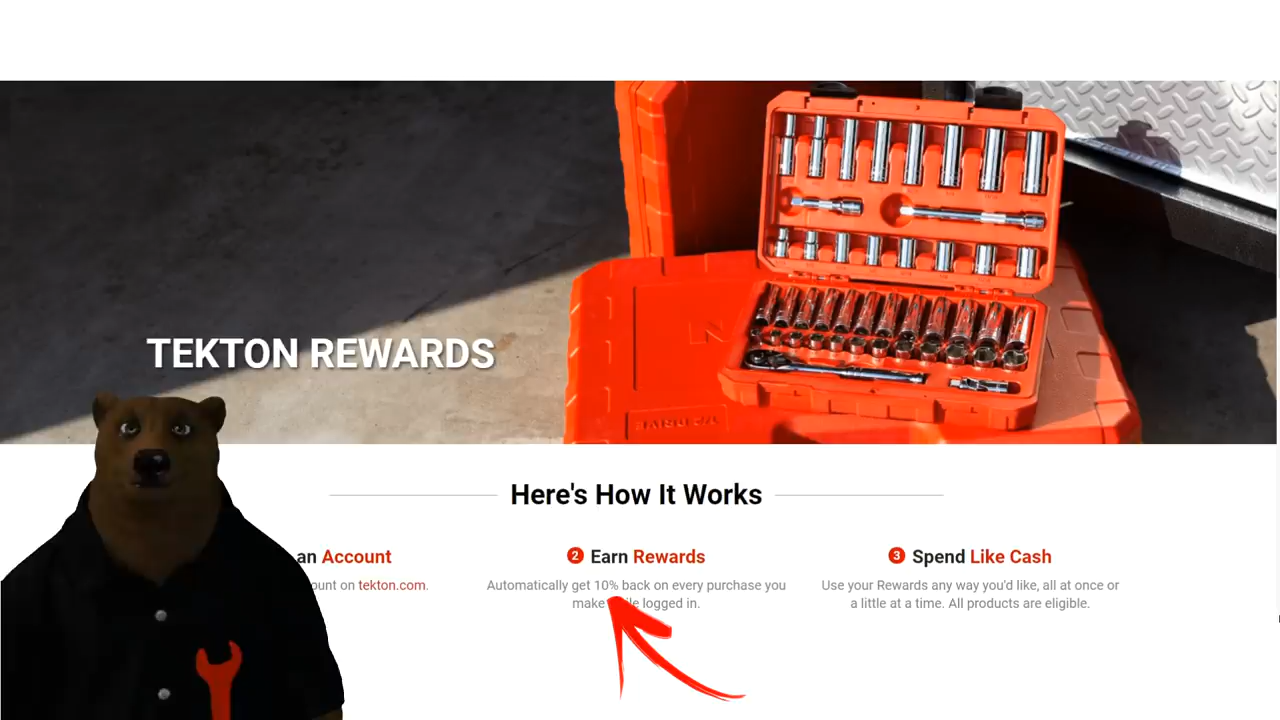 TEKTON REWARDS
Here's How It Works
an Account
ount on tekton.com.
2 Earn Rewards
Automatically get 10% back on every purchase you
make while logged in.
3 Spend Like Cash
Use your Rewards any way you'd like, all at once or
a little at a time. All products are eligible.